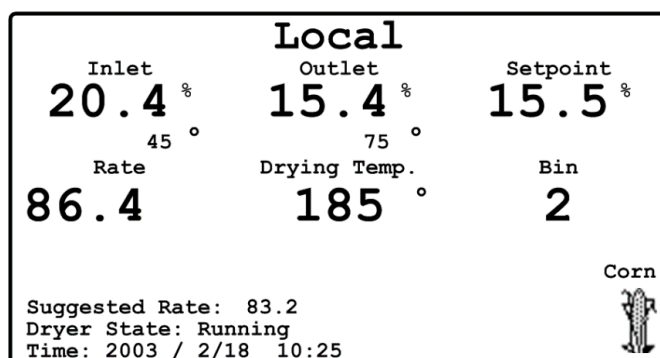 Local
Inlet Outlet Setpoint
20.4 % 15.4 % 15.5 %
45 ° 75 °
Rate Drying Temp. Bin
86.4 185 ° 2
Corn
Suggested Rate: 83.2
Dryer State: Running
Time: 2003 / 2/18 10:25